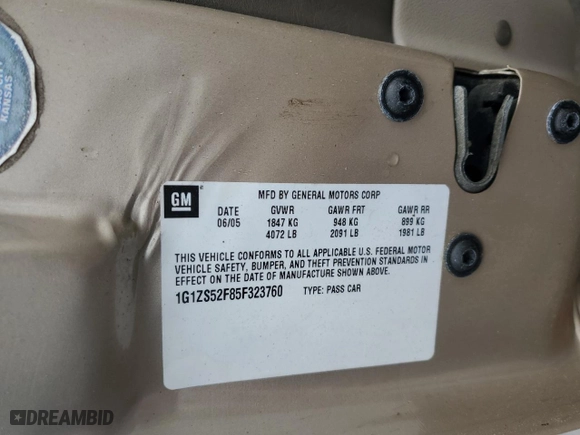 KANSAS
GM
MFD BY GENERAL MOTORS CORP
DATE GVWR GAWR FRT GAWR RR
06/05 1847 KG 948 KG 899 KG
4072 LB 2091 LB 1981 LB
THIS VEHICLE CONFORMS TO ALL APPLICABLE U.S. FEDERAL MOTOR
VEHICLE SAFETY, BUMPER, AND THEFT PREVENTION STANDARDS IN
EFFECT ON THE DATE OF MANUFACTURE SHOWN ABOVE.
1G1ZS52F85F323760 TYPE: PASS CAR
DREAMBID